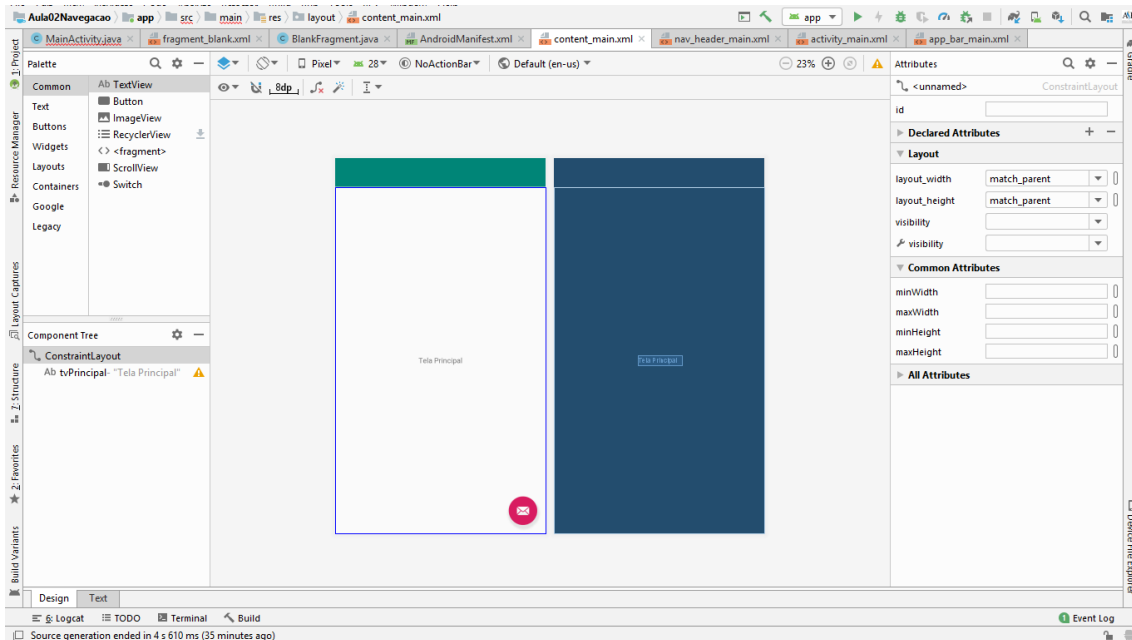 Aula02Navegacao app src main res layout content_main.xml app
MainActivity.java fragment_blank.xml BlankFragment.java AndroidManifest.xml content_main.xml nav_header_main.xml activity_main.xml app_bar_main.xml
1: Project
Resource Manager
Layout Captures
7: Structure
2: Favorites
Build Variants
Palette
Common
Text
Buttons
Widgets
Layouts
Containers
Google
Legacy
Ab TextView
Button
ImageView
RecyclerView
<> <fragment>
ScrollView
Switch
Pixel 28 NoActionBar Default (en-us) 23%
8dp
Component Tree
ConstraintLayout
Ab tvPrincipal- "Tela Principal"
Tela Principal
Tela Principal
Attributes
<unnamed> ConstraintLayout
id
Declared Attributes
Layout
layout_width match_parent
layout_height match_parent
visibility
visibility
Common Attributes
minWidth
maxWidth
minHeight
maxHeight
All Attributes
Gradle
Device File Explorer
Design Text
6: Logcat TODO Terminal Build 1 Event Log
Source generation ended in 4 s 610 ms (35 minutes ago)